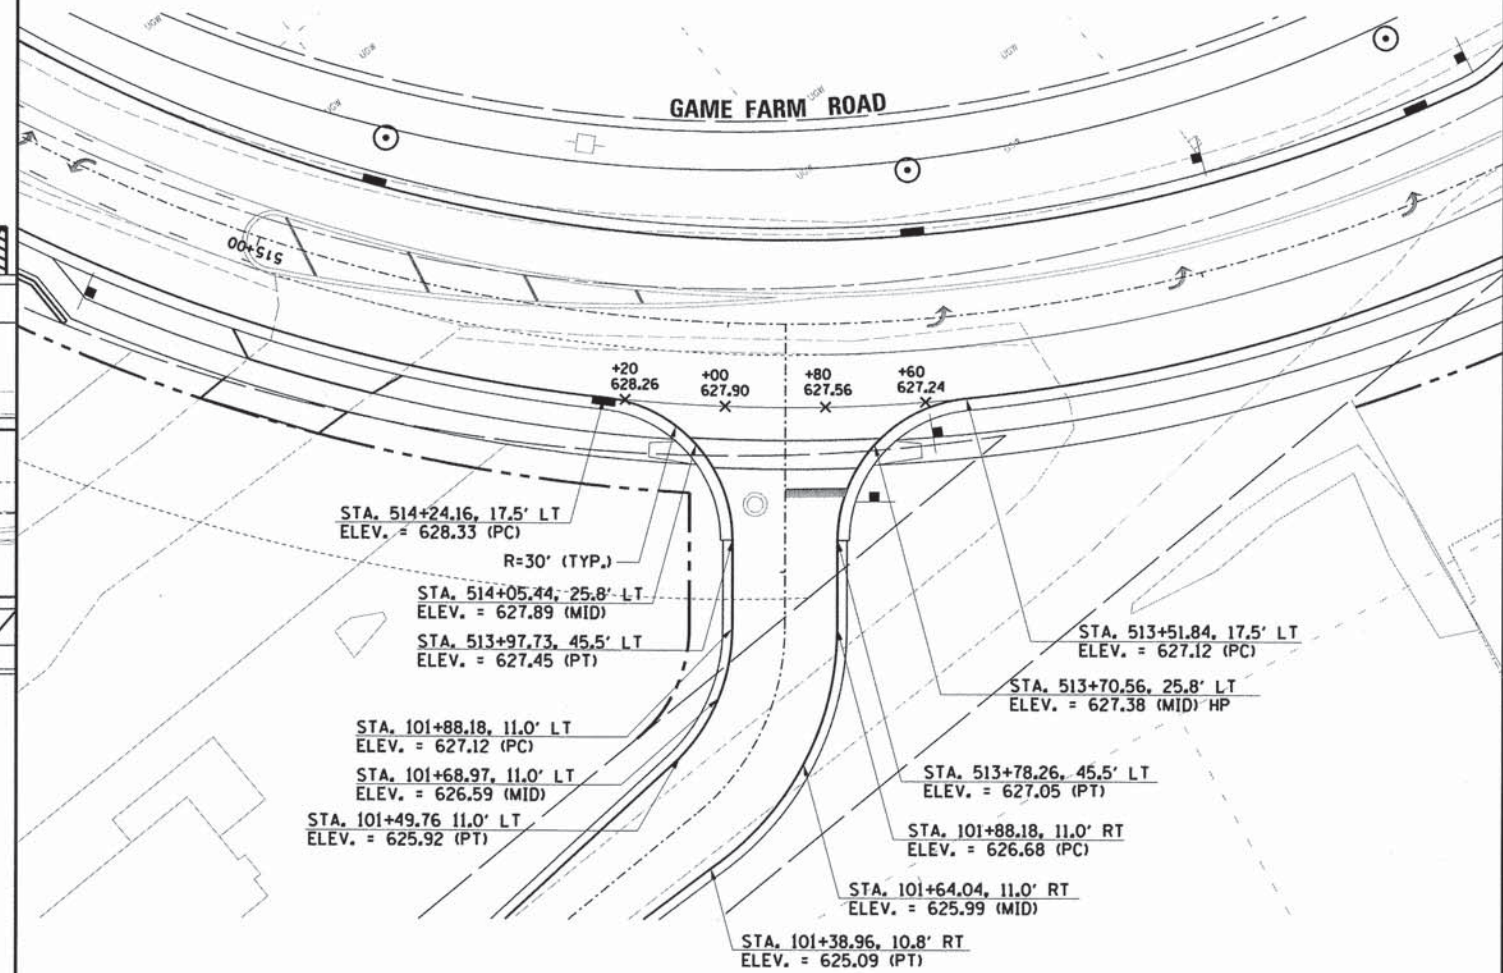 UGW
UGW
UGW
UGW
UGW
UGW
GAME FARM ROAD
515+00
+20
628.26
+00
627.90
+80
627.56
+60
627.24
STA. 514+24.16, 17.5' LT
ELEV. = 628.33 (PC)
R=30' (TYP.)
STA. 514+05.44, 25.8' LT
ELEV. = 627.89 (MID)
STA. 513+97.73, 45.5' LT
ELEV. = 627.45 (PT)
STA. 101+88.18, 11.0' LT
ELEV. = 627.12 (PC)
STA. 101+68.97, 11.0' LT
ELEV. = 626.59 (MID)
STA. 101+49.76 11.0' LT
ELEV. = 625.92 (PT)
STA. 513+51.84, 17.5' LT
ELEV. = 627.12 (PC)
STA. 513+70.56, 25.8' LT
ELEV. = 627.38 (MID) HP
STA. 513+78.26, 45.5' LT
ELEV. = 627.05 (PT)
STA. 101+88.18, 11.0' RT
ELEV. = 626.68 (PC)
STA. 101+64.04, 11.0' RT
ELEV. = 625.99 (MID)
STA. 101+38.96, 10.8' RT
ELEV. = 625.09 (PT)